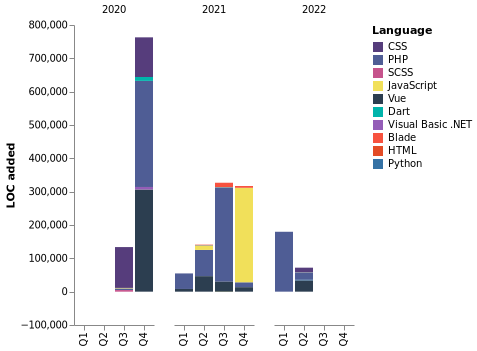 2020 2021 2022
800,000
700,000
600,000
500,000
400,000
300,000
200,000
100,000
0
−100,000
LOC added
Q1 Q2 Q3 Q4 Q1 Q2 Q3 Q4 Q1 Q2 Q3 Q4
Language
CSS
PHP
SCSS
JavaScript
Vue
Dart
Visual Basic .NET
Blade
HTML
Python